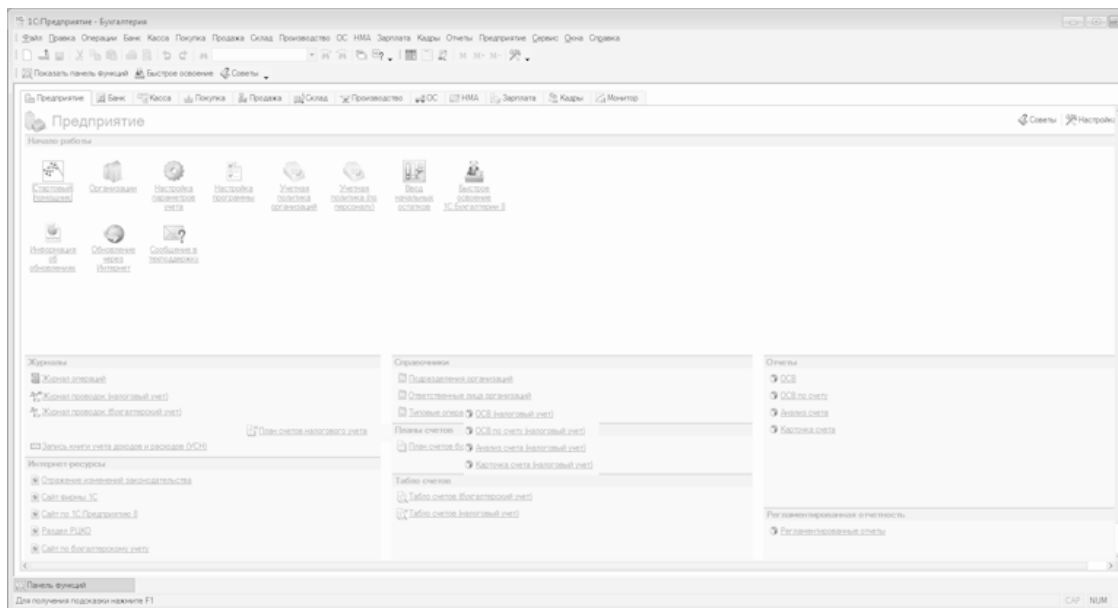 1С:Предприятие - Бухгалтерия
Файл Правка Операции Банк Касса Покупка Продажа Склад Производство ОС НМА Зарплата Кадры Отчеты Предприятие Сервис Окна Справка
M M+ M-
Показать панель функций Быстрое освоение Советы
Предприятие Банк Касса Покупка Продажа Склад Производство ОС НМА Зарплата Кадры Монитор
Предприятие Советы Настройка
Начало работы
Стартовый Организации Настройка Настройка Учетная Учетная Ввод Быстрое
помощник параметров программы политика политика (по начальных освоение
учета организаций персоналу) остатков 1С:Бухгалтерии 8
Информация Обновление Сообщение в
об через техподдержку
обновлениях Интернет
Журналы Справочники Отчеты
Журнал операций Подразделения организаций ОСВ
Журнал проводок (налоговый учет) Ответственные лица организаций ОСВ по счету
Журнал проводок (бухгалтерский учет) Типовые опера ОСВ (налоговый учет) Анализ счета
План счетов налогового учета Планы счетов ОСВ по счету (налоговый учет) Карточка счета
Запись книги учета доходов и расходов (УСН) План счетов бу Анализ счета (налоговый учет)
Интернет-ресурсы Карточка счета (налоговый учет)
Отражение изменений законодательства Табло счетов
Сайт фирмы 1С Табло счетов (бухгалтерский учет)
Сайт по 1С:Предприятию 8 Табло счетов (налоговый учет)
Раздел РЦКО Регламентированная отчетность
Сайт по бухгалтерскому учету Регламентированные отчеты
Панель функций
Для получения подсказки нажмите F1 CAP NUM